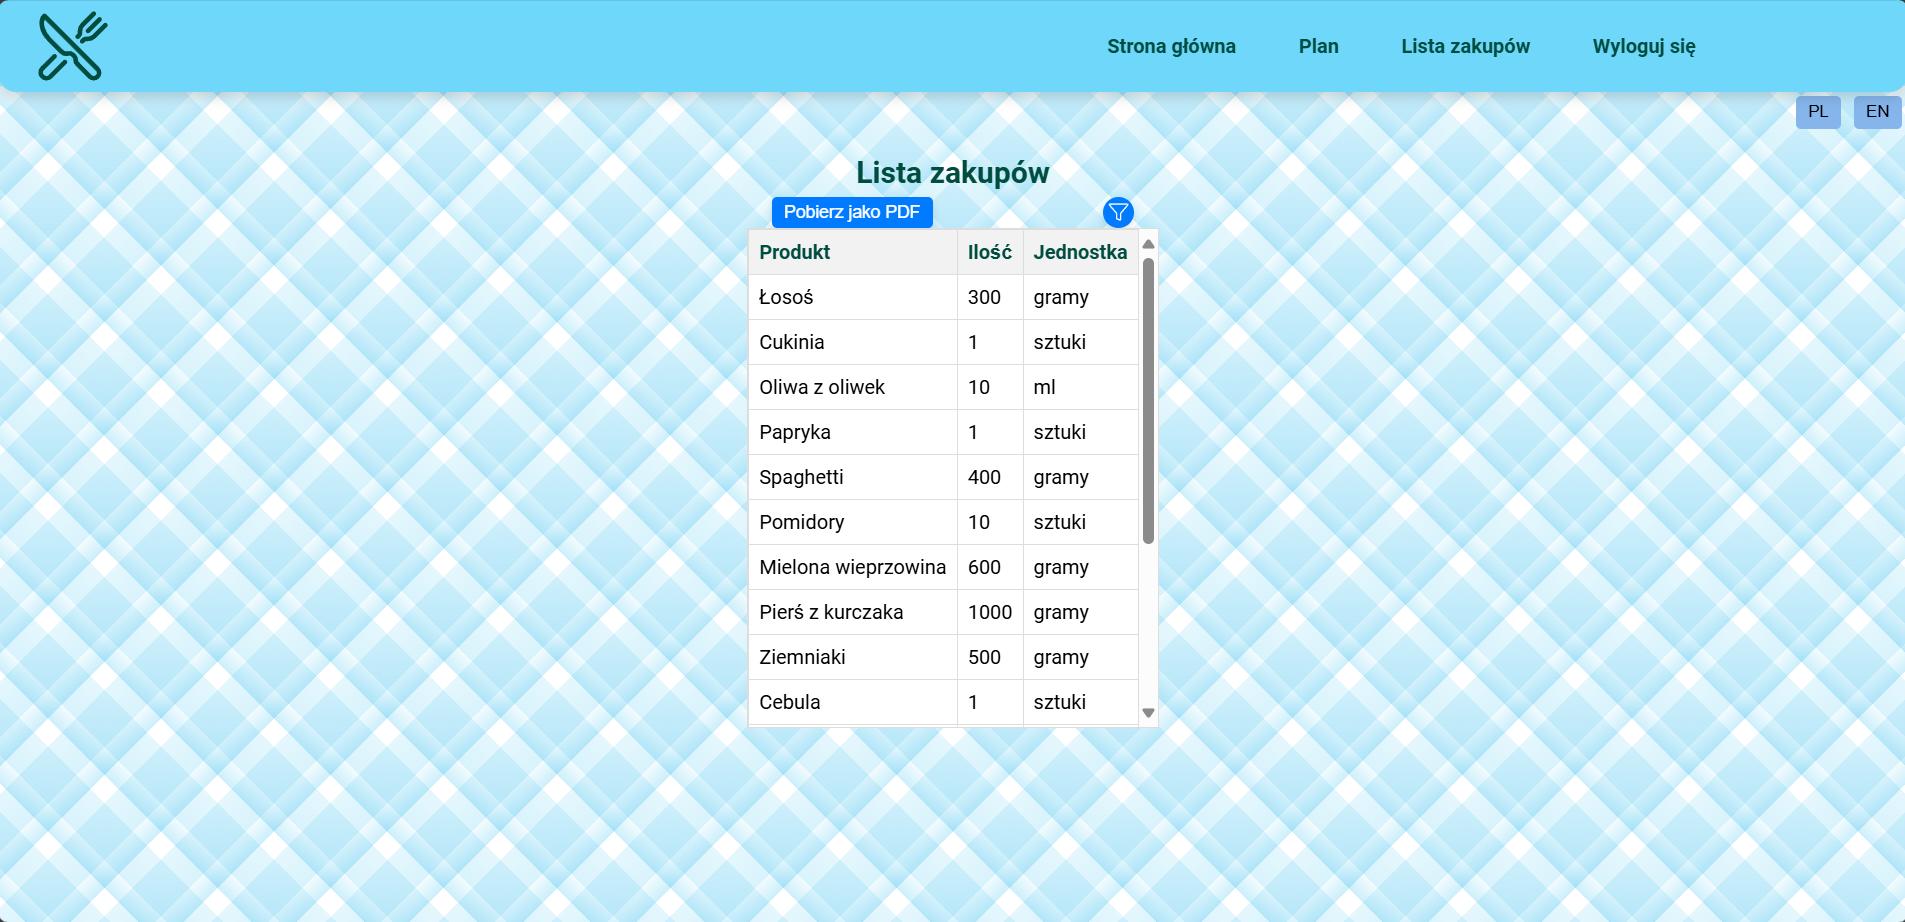 Strona główna Plan Lista zakupów Wyloguj się
PL EN
Lista zakupów
Pobierz jako PDF
Produkt Ilość Jednostka
Łosoś 300 gramy
Cukinia 1 sztuki
Oliwa z oliwek 10 ml
Papryka 1 sztuki
Spaghetti 400 gramy
Pomidory 10 sztuki
Mielona wieprzowina 600 gramy
Pierś z kurczaka 1000 gramy
Ziemniaki 500 gramy
Cebula 1 sztuki